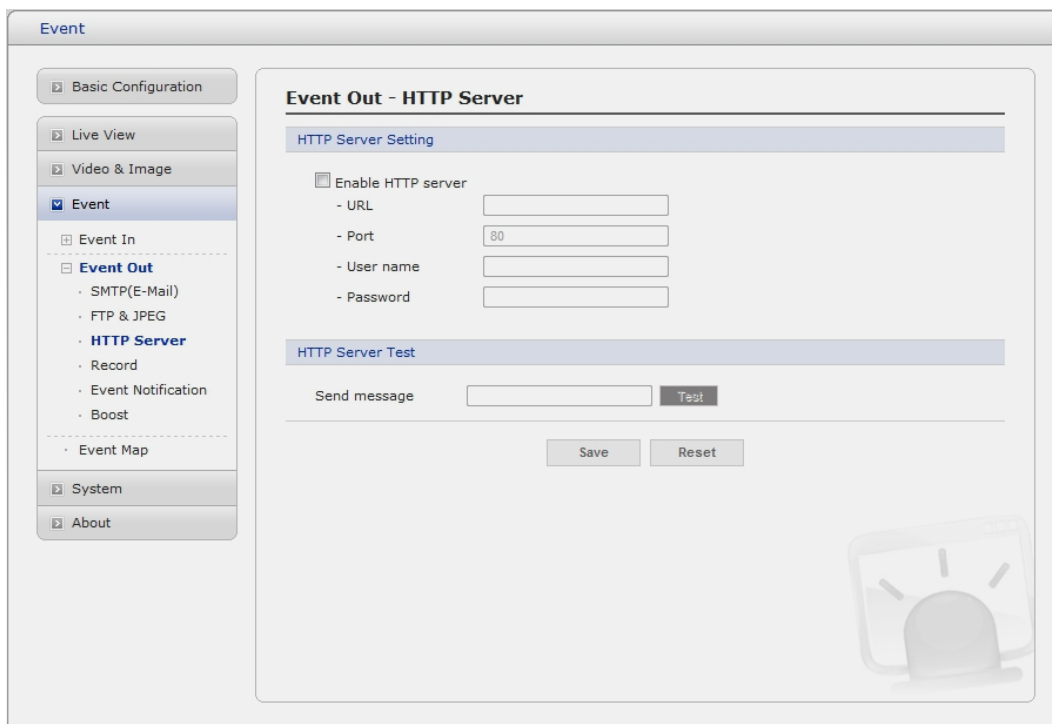 Event
Basic Configuration
Live View
Video & Image
Event
Event In
Event Out
SMTP(E-Mail)
FTP & JPEG
HTTP Server
Record
Event Notification
Boost
Event Map
System
About
Event Out - HTTP Server
HTTP Server Setting
Enable HTTP server
- URL
- Port 80
- User name
- Password
HTTP Server Test
Send message Test
Save Reset